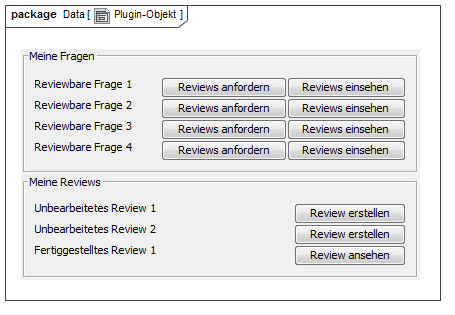 package Data [ Plugin-Objekt ]
Meine Fragen
Reviewbare Frage 1 Reviews anfordern Reviews einsehen
Reviewbare Frage 2 Reviews anfordern Reviews einsehen
Reviewbare Frage 3 Reviews anfordern Reviews einsehen
Reviewbare Frage 4 Reviews anfordern Reviews einsehen
Meine Reviews
Unbearbeitetes Review 1 Review erstellen
Unbearbeitetes Review 2 Review erstellen
Fertiggestelltes Review 1 Review ansehen